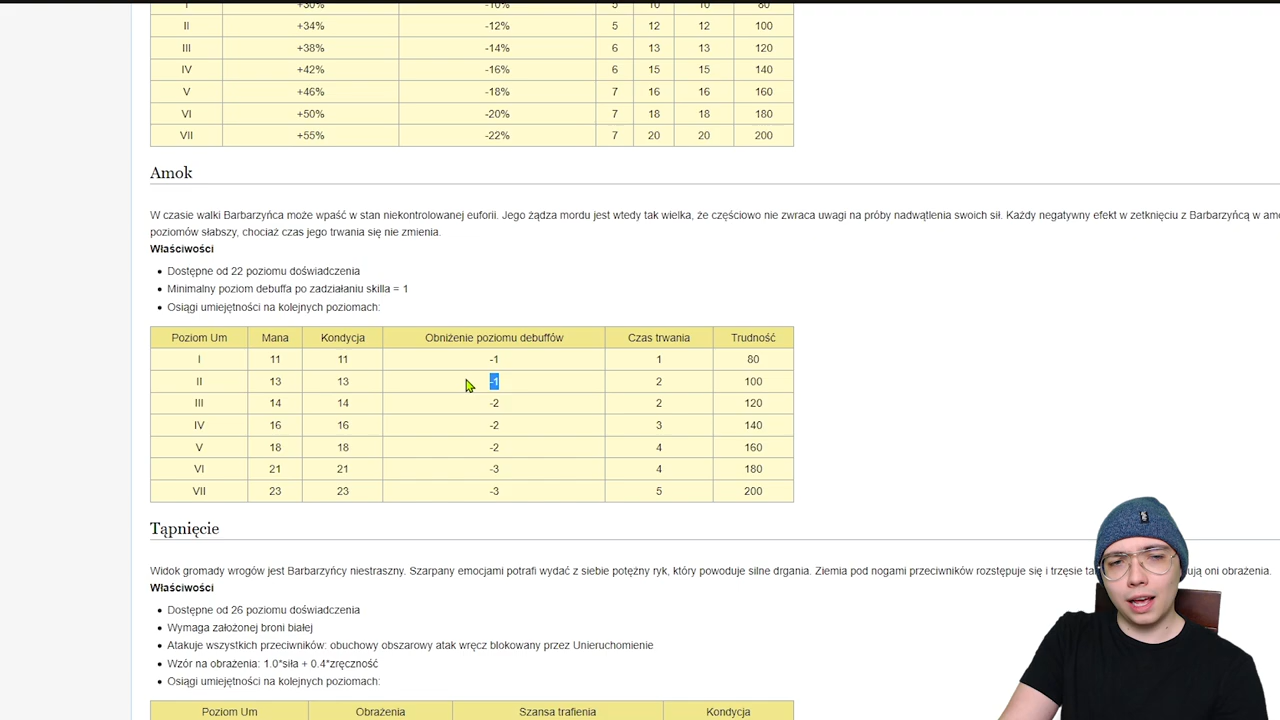 I +30% -10% 5 10 10 80
II +34% -12% 5 12 12 100
III +38% -14% 6 13 13 120
IV +42% -16% 6 15 15 140
V +46% -18% 7 16 16 160
VI +50% -20% 7 18 18 180
VII +55% -22% 7 20 20 200
Amok
W czasie walki Barbarzyńca może wpaść w stan niekontrolowanej euforii. Jego żądza mordu jest wtedy tak wielka, że częściowo nie zwraca uwagi na próby nadwątlenia swoich sił. Każdy negatywny efekt w zetknięciu z Barbarzyńcą w
poziomów słabszy, chociaż czas jego trwania się nie zmienia.
Właściwości
Dostępne od 22 poziomu doświadczenia
Minimalny poziom debuffa po zadziałaniu skilla = 1
Osiągi umiejętności na kolejnych poziomach:
Poziom Um Mana Kondycja Obniżenie poziomu debuffów Czas trwania Trudność
I 11 11 -1 1 80
II 13 13 -1 2 100
III 14 14 -2 2 120
IV 16 16 -2 3 140
V 18 18 -2 4 160
VI 21 21 -3 4 180
VII 23 23 -3 5 200
Tąpnięcie
Widok gromady wrogów jest Barbarzyńcy niestraszny. Szarpany emocjami potrafi wydać z siebie potężny ryk, który powoduje silne drgania. Ziemia pod nogami przeciwników rozstępuje się i trzęsie oni obrażenia.
Właściwości
Dostępne od 26 poziomu doświadczenia
Wymaga założonej broni białej
Atakuje wszystkich przeciwników: obuchowy obszarowy atak wręcz blokowany przez Unieruchomienie
Wzór na obrażenia: 1.0*siła + 0.4*zręczność
Osiągi umiejętności na kolejnych poziomach:
Poziom Um Obrażenia Szansa trafienia Kondycja